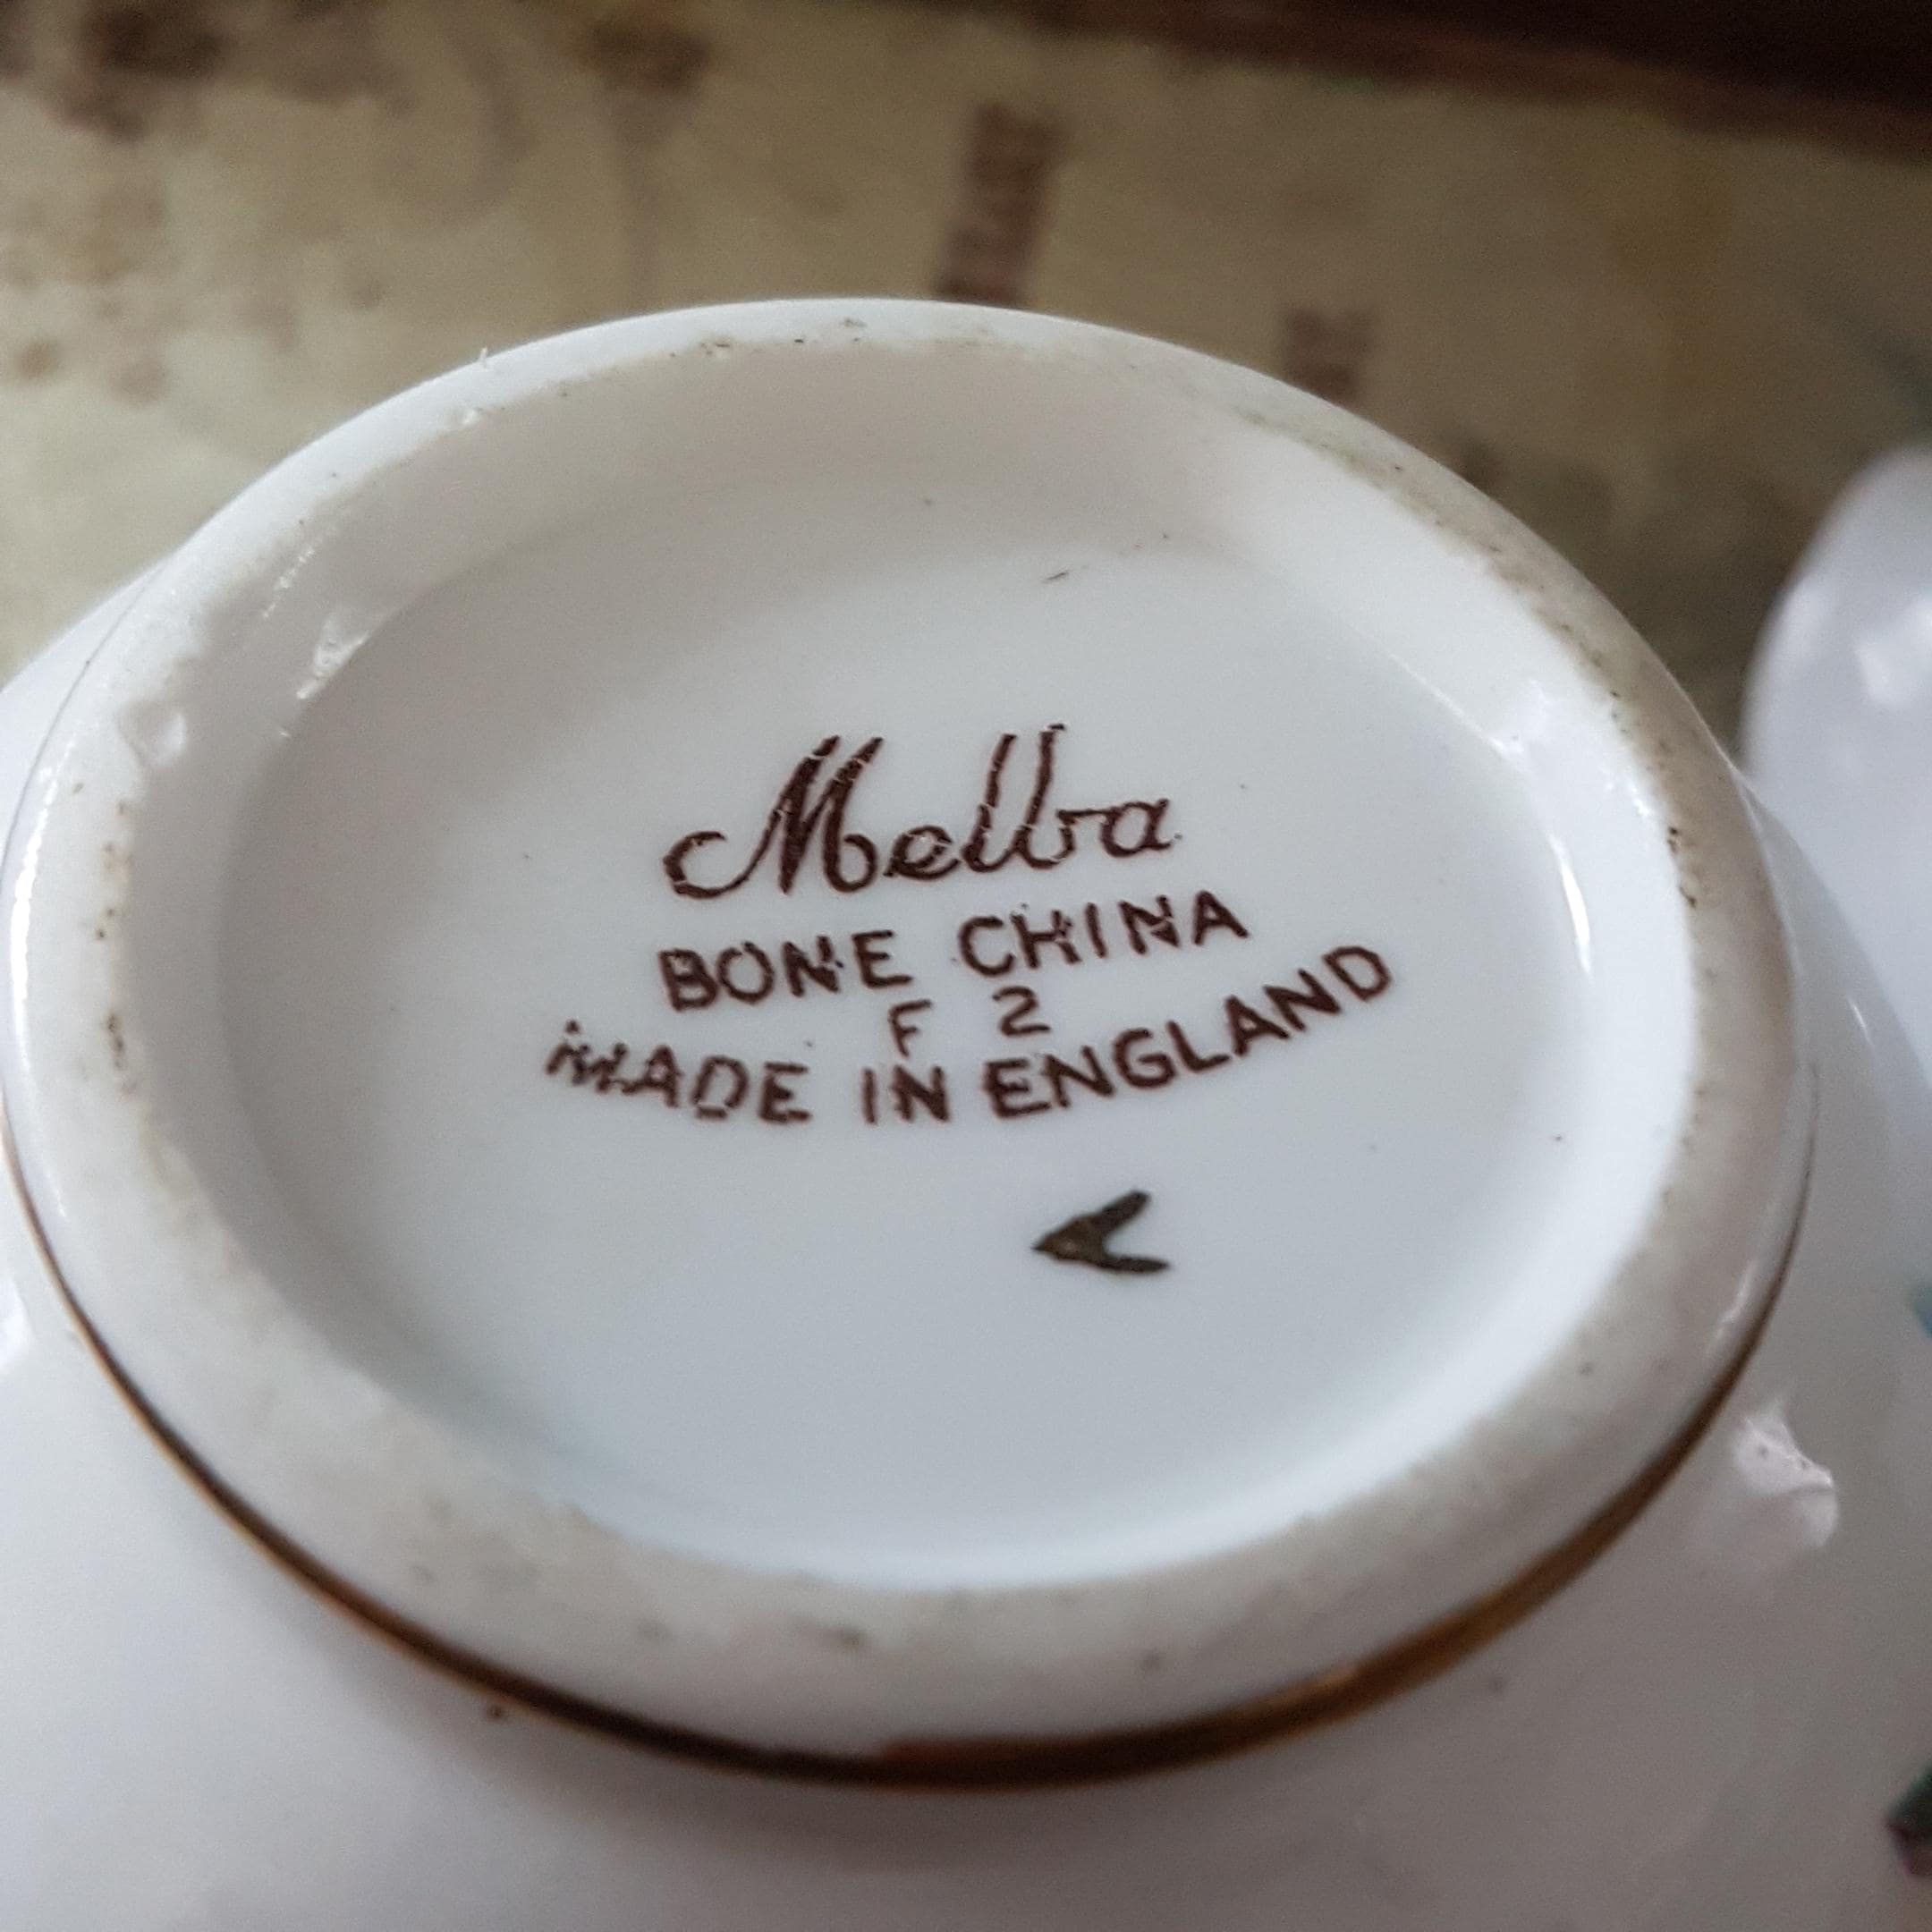 Melba
BONE CHINA
F 2
MADE IN ENGLAND